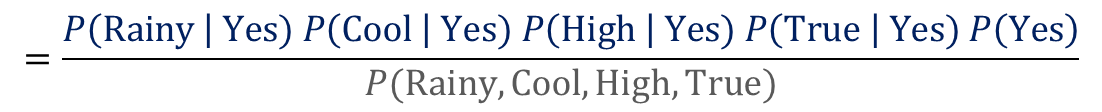 = P(Rainy | Yes) P(Cool | Yes) P(High | Yes) P(True | Yes) P(Yes)
P(Rainy, Cool, High, True)